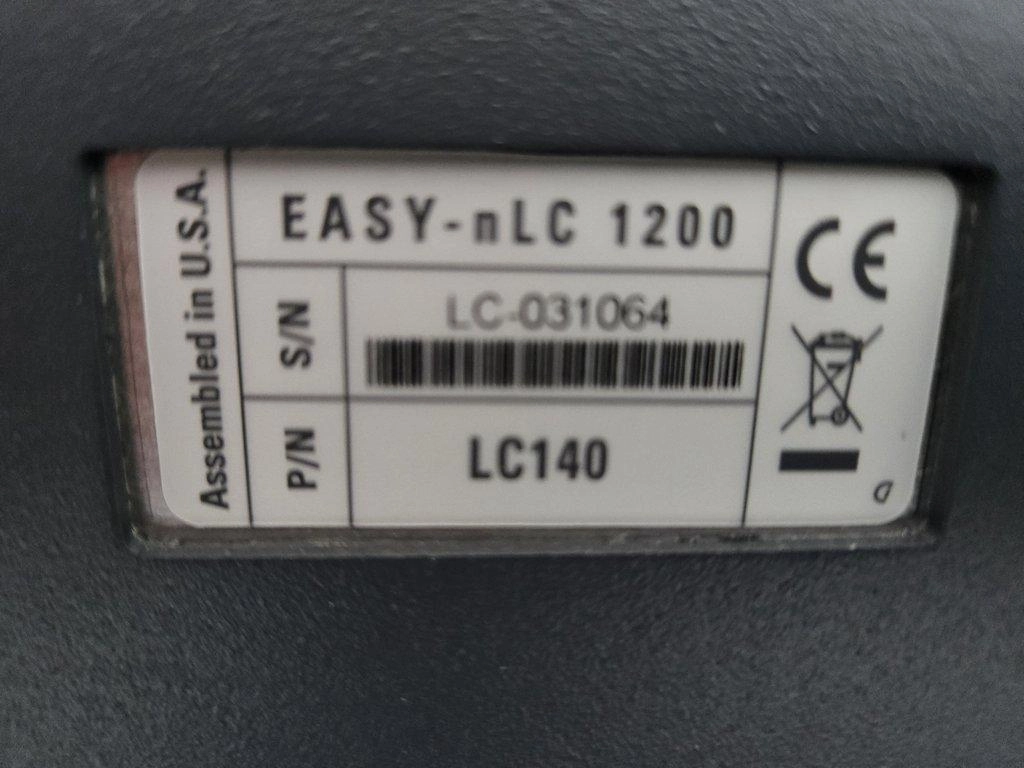 Assembled in U.S.A.
EASY-nLC 1200
S/N
LC-031064
P/N
LC140
CE
D